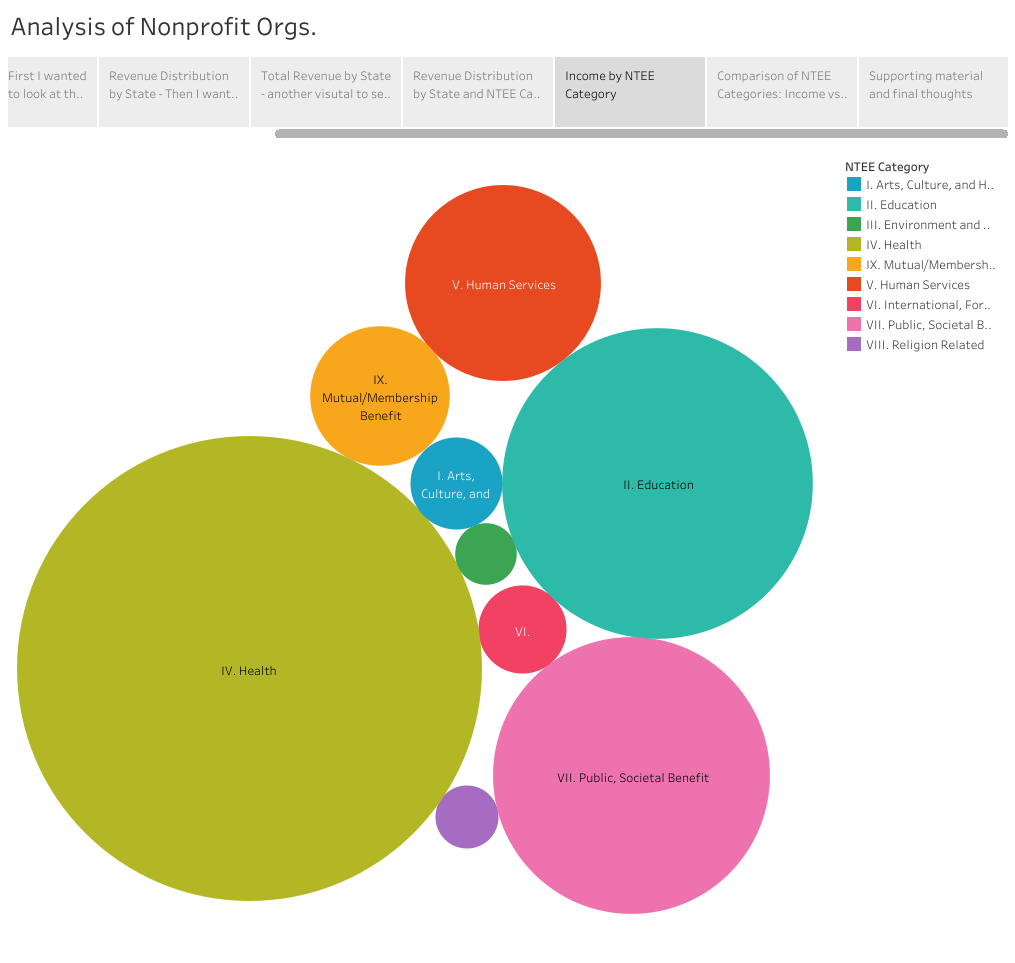 Analysis of Nonprofit Orgs.
First I wanted
to look at th..
Revenue Distribution
by State - Then I want..
Total Revenue by State
- another visutal to se..
Revenue Distribution
by State and NTEE Ca..
Income by NTEE
Category
Comparison of NTEE
Categories: Income vs..
Supporting material
and final thoughts
NTEE Category
I. Arts, Culture, and H..
II. Education
III. Environment and ..
IV. Health
IX. Mutual/Membersh..
V. Human Services
VI. International, For..
VII. Public, Societal B..
VIII. Religion Related
V. Human Services
IX.
Mutual/Membership
Benefit
I. Arts,
Culture, and
II. Education
VI.
IV. Health
VII. Public, Societal Benefit